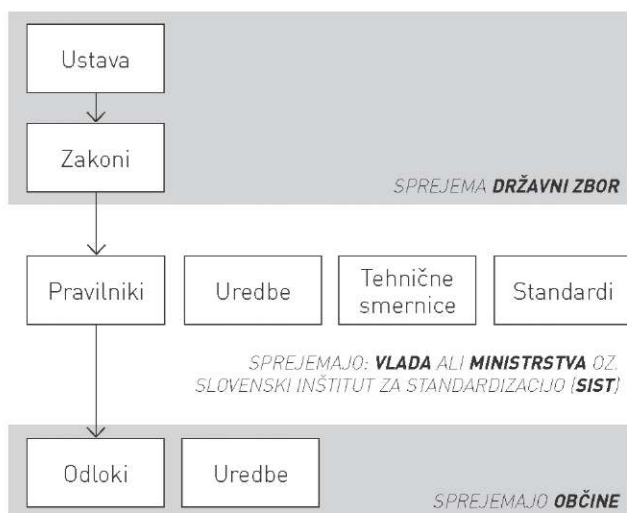 Ustava
Zakoni
SPREJEMA DRŽAVNI ZBOR
Pravilniki
Uredbe
Tehnične
smernice
Standardi
SPREJEMAJO: VLADA ALI MINISTRSTVA OZ.
SLOVENSKI INŠTITUT ZA STANDARDIZACIJO (SIST)
Odloki
Uredbe
SPREJEMAJO OBČINE